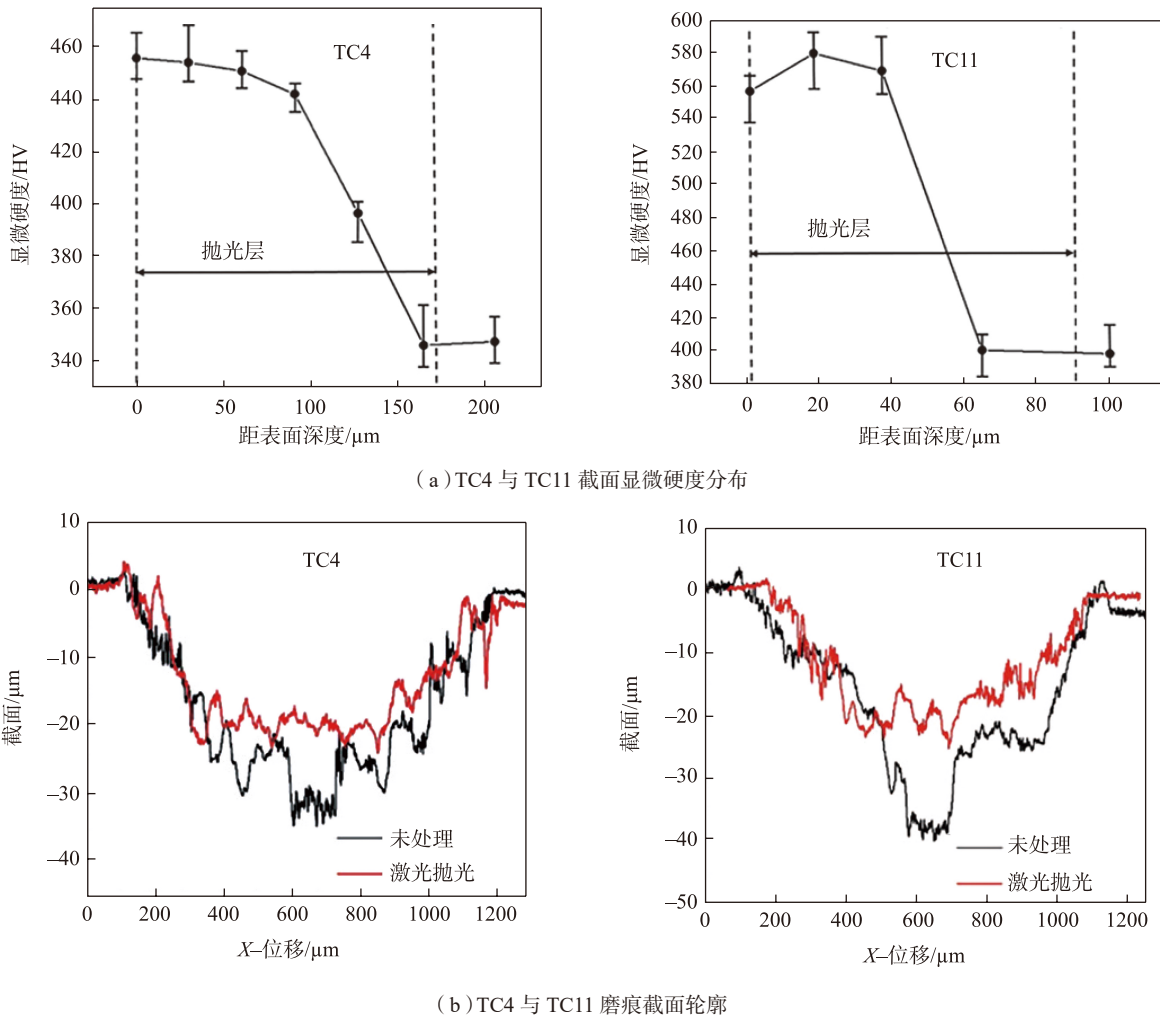 TC4
460
440
420
400
380
360
340
显微硬度/HV
抛光层
0 50 100 150 200
距表面深度/μm
TC11
600
580
560
540
520
500
480
460
440
420
400
380
显微硬度/HV
抛光层
0 20 40 60 80 100
距表面深度/μm
（a）TC4 与 TC11 截面显微硬度分布
TC4
10
0
–10
–20
–30
–40
截面/μm
未处理
激光抛光
0 200 400 600 800 1000 1200
X–位移/μm
TC11
10
0
–10
–20
–30
–40
–50
截面/μm
未处理
激光抛光
0 200 400 600 800 1000 1200
X–位移/μm
（b）TC4 与 TC11 磨痕截面轮廓